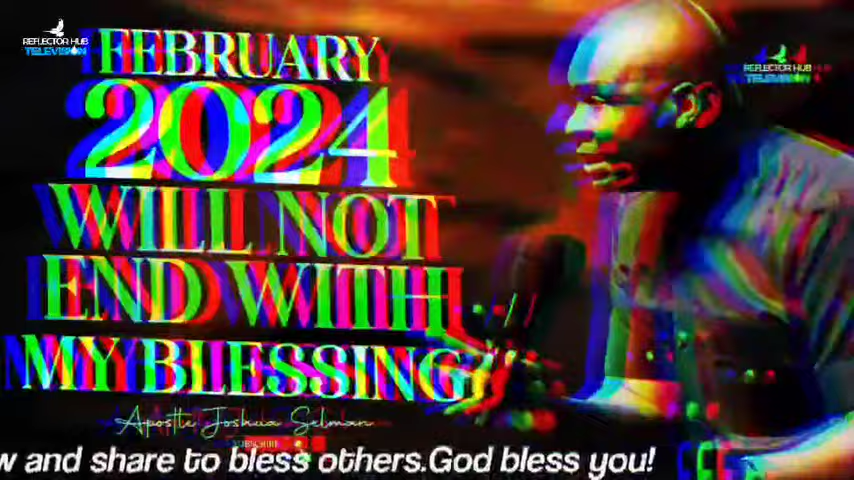 REFLECTOR HUB
TELEVISION
REFLECTOR HUB
TELEVISION
FEBRUARY
2024
WILL NOT
END WITH
MY BLESSING
Apostle Joshua Selman
SUBSCRIBE
w and share to bless others.God bless you!